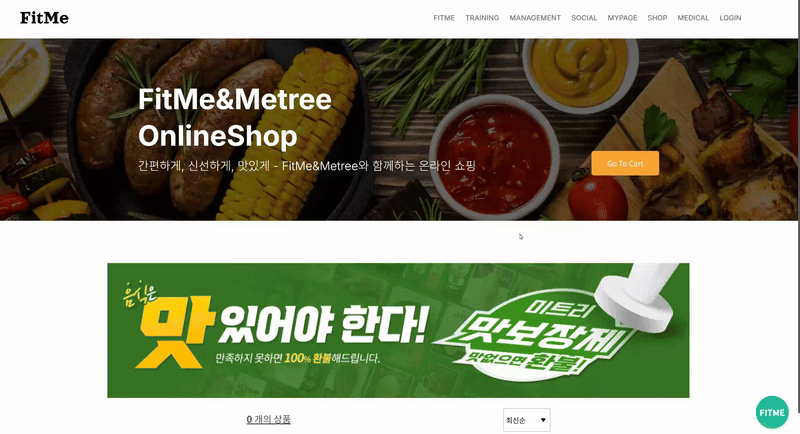 FitMe
FITME TRAINING MANAGEMENT SOCIAL MYPAGE SHOP MEDICAL LOGIN
FitMe&Metree
OnlineShop
간편하게, 신선하게, 맛있게 - FitMe&Metree와 함께하는 온라인 쇼핑
Go To Cart
음식은
맛있어야 한다!
만족하지 못하면 100% 환불해드립니다.
미트리
맛보장제
맛없으면 환불!
0 개의 상품
최신순
FITME